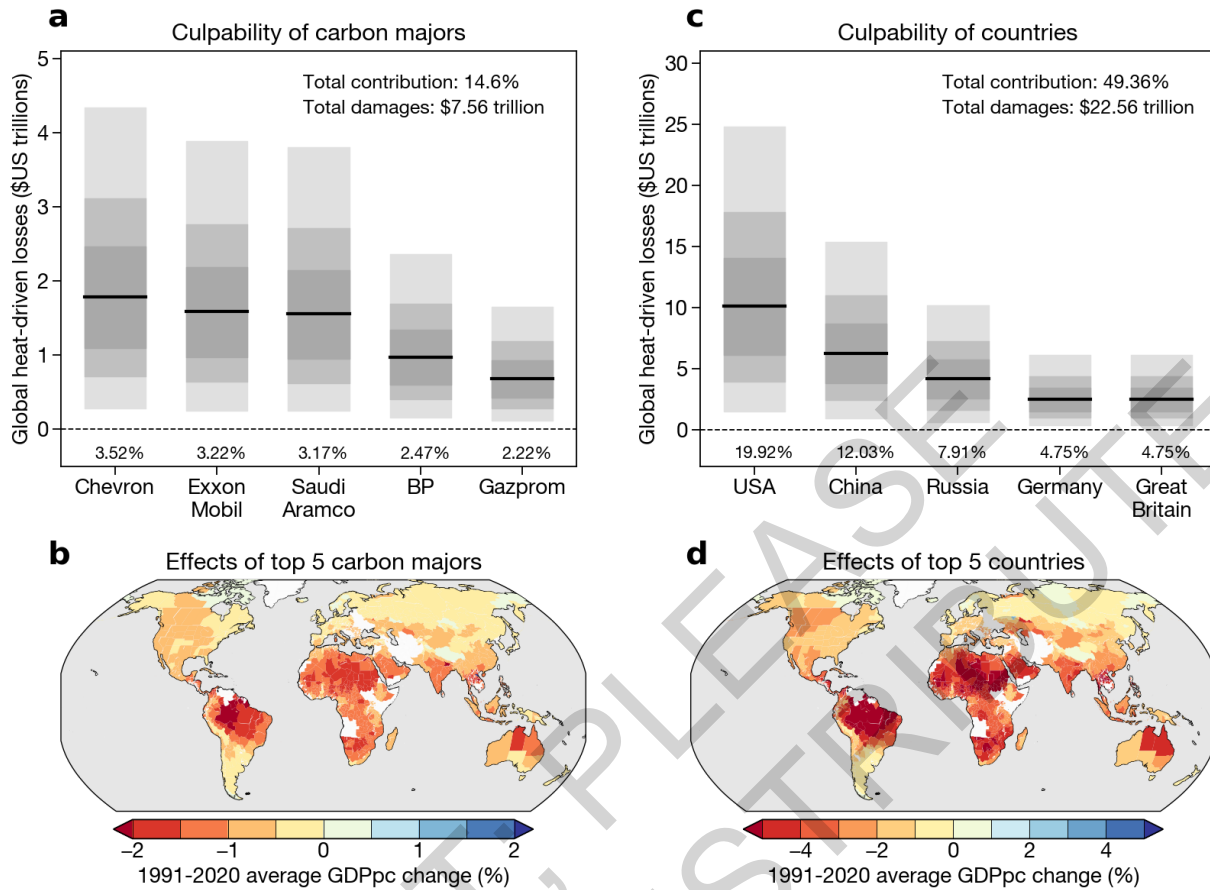 a
Culpability of carbon majors
Global heat-driven losses ($US trillions)
5
4
3
2
1
0
Total contribution: 14.6%
Total damages: $7.56 trillion
3.52% 3.22% 3.17% 2.47% 2.22%
Chevron Exxon Mobil Saudi Aramco BP Gazprom
c
Culpability of countries
Global heat-driven losses ($US trillions)
30
25
20
15
10
5
0
Total contribution: 49.36%
Total damages: $22.56 trillion
19.92% 12.03% 7.91% 4.75% 4.75%
USA China Russia Germany Great Britain
b
Effects of top 5 carbon majors
−2 −1 0 1 2
1991-2020 average GDPpc change (%)
d
Effects of top 5 countries
−4 −2 0 2 4
1991-2020 average GDPpc change (%)
PLEASE